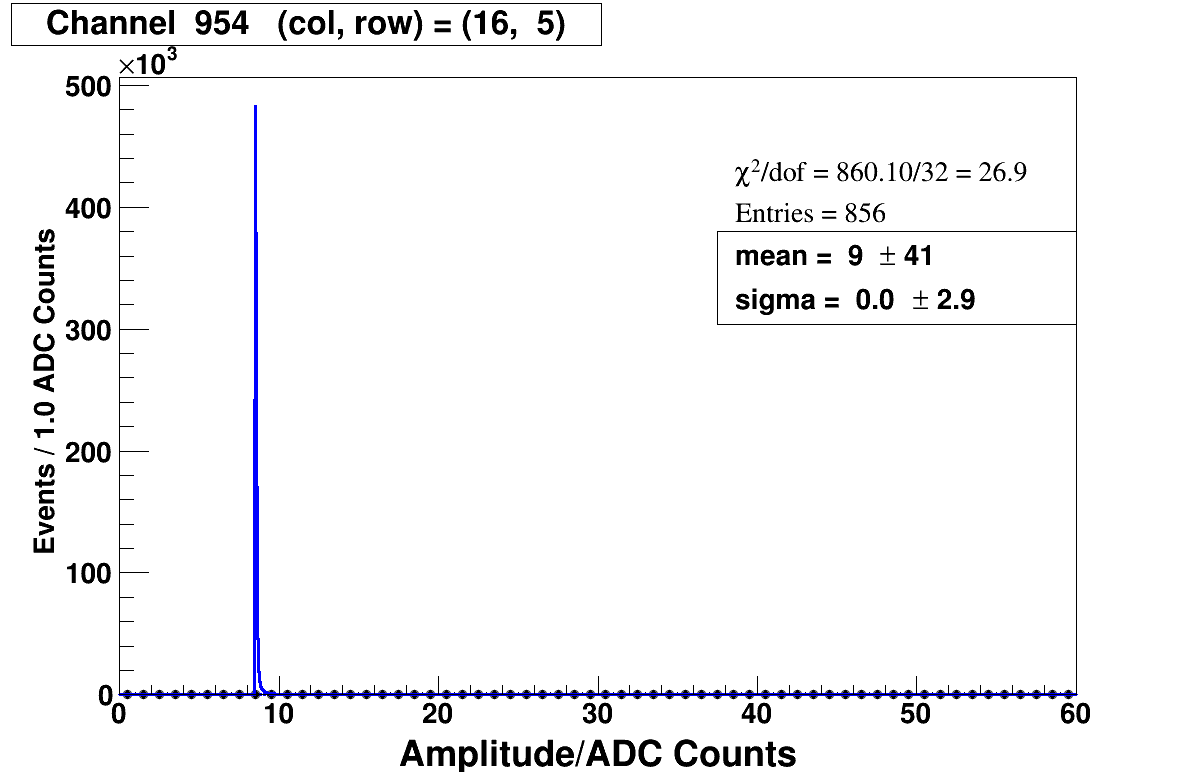 Channel 954 (col, row) = (16, 5)
×10³
500
400
300
200
100
0
Events / 1.0 ADC Counts
χ²/dof = 860.10/32 = 26.9
Entries = 856
mean = 9 ± 41
sigma = 0.0 ± 2.9
0 10 20 30 40 50 60
Amplitude/ADC Counts